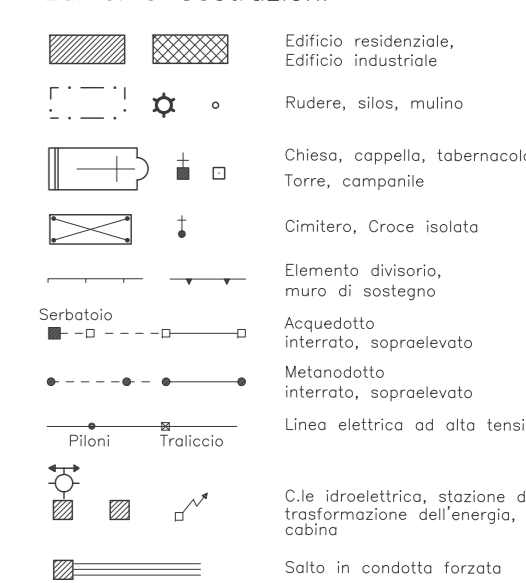 Edificio residenziale,
Edificio industriale
Rudere, silos, mulino
Chiesa, cappella, tabernacolo
Torre, campanile
Cimitero, Croce isolata
Elemento divisorio,
muro di sostegno
Serbatoio
Acquedotto
interrato, sopraelevato
Metanodotto
interrato, sopraelevato
Linea elettrica ad alta tensi
Piloni Traliccio
C.le idroelettrica, stazione d
trasformazione dell'energia,
cabina
Salto in condotta forzata